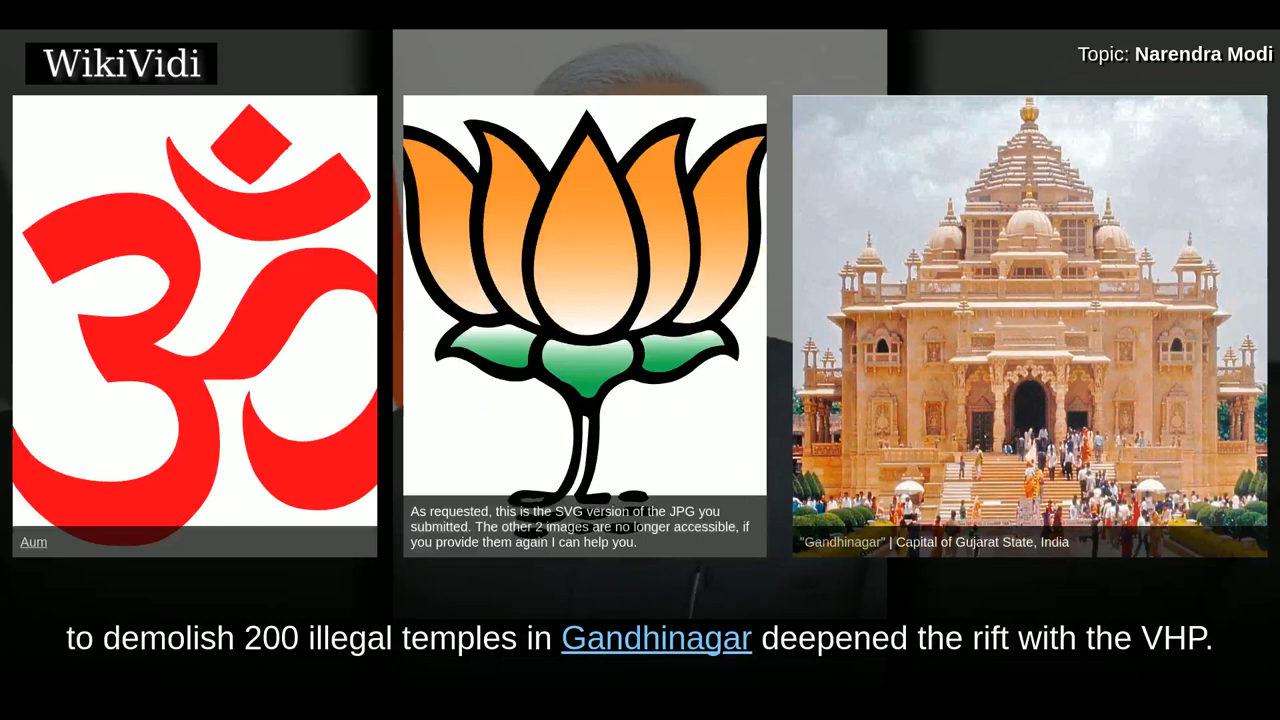 WikiVidi
Topic: Narendra Modi
Aum
As requested, this is the SVG version of the JPG you
submitted. The other 2 images are no longer accessible, if
you provide them again I can help you.
"Gandhinagar" | Capital of Gujarat State, India
to demolish 200 illegal temples in Gandhinagar deepened the rift with the VHP.